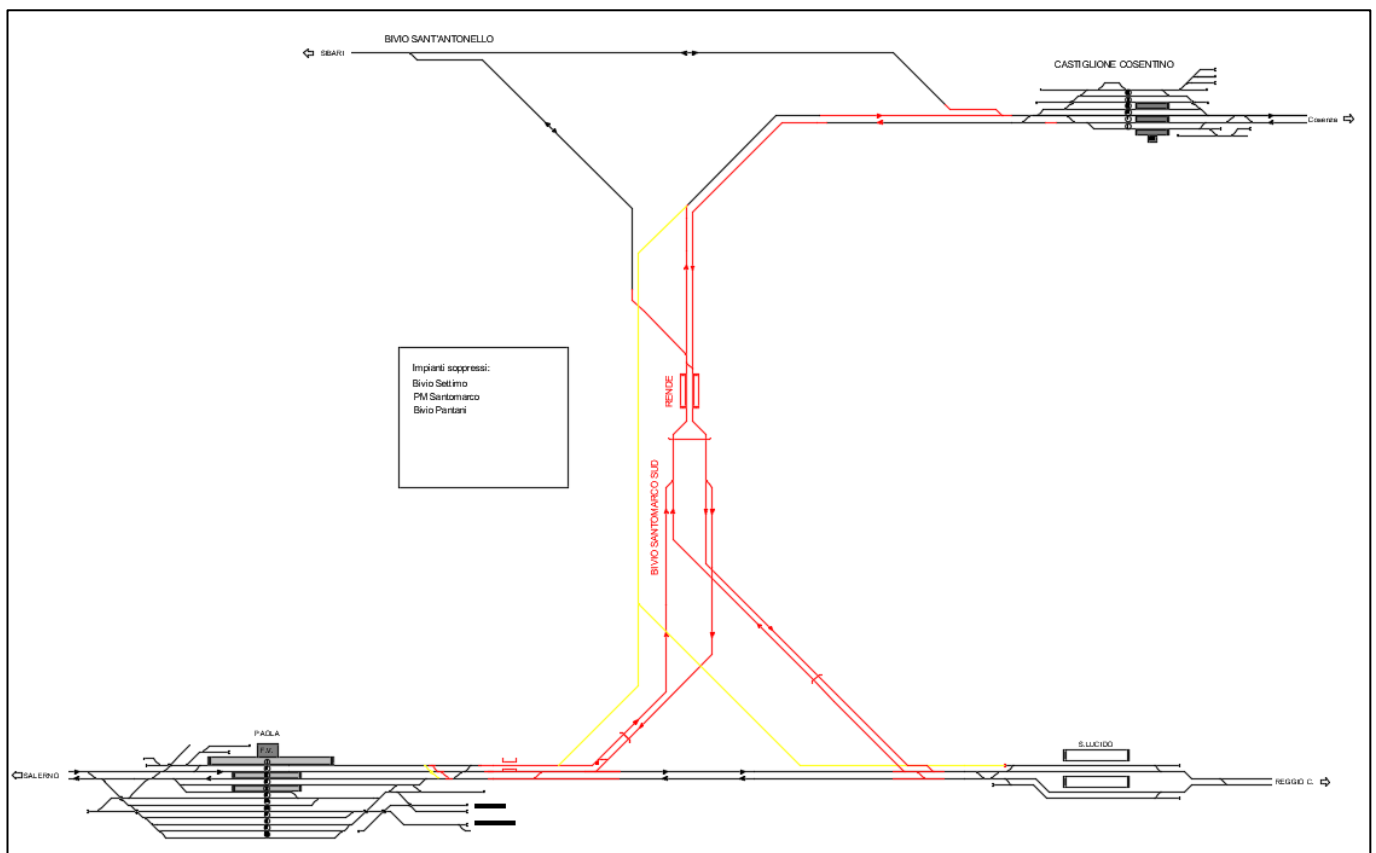 BIVIO SANT'ANTONELLO
SIBARI
CASTIGLIONE COSENTINO
Cosenza
Impianti soppressi:
Bivio Settimo
PM Santomarco
Bivio Pantani
RENDE
BIVIO SANTOMARCO SUD
PAOLA
F.V.
S.LUCIDO
SALERNO
REGGIO C.